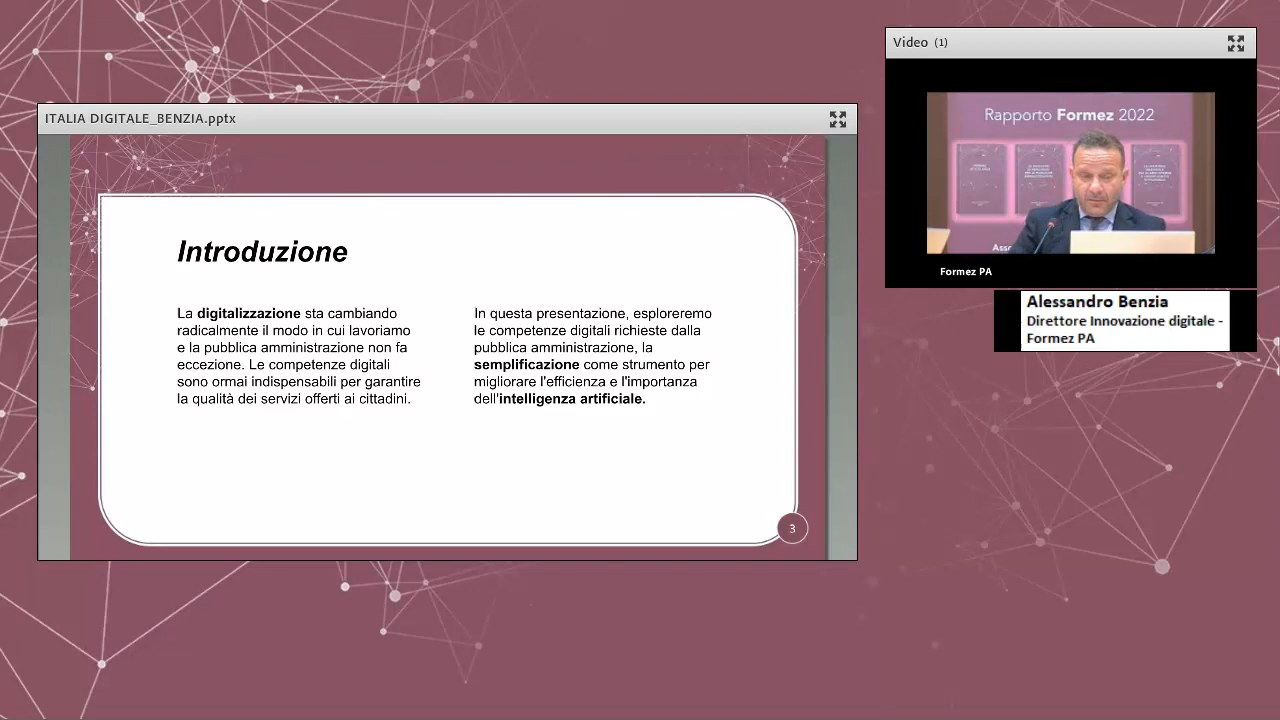 ITALIA DIGITALE_BENZIA.pptx
Introduzione
La digitalizzazione sta cambiando
radicalmente il modo in cui lavoriamo
e la pubblica amministrazione non fa
eccezione. Le competenze digitali
sono ormai indispensabili per garantire
la qualità dei servizi offerti ai cittadini.
In questa presentazione, esploreremo
le competenze digitali richieste dalla
pubblica amministrazione, la
semplificazione come strumento per
migliorare l'efficienza e l'importanza
dell'intelligenza artificiale.
3
Video (1)
Rapporto Formez 2022
Formez PA
Alessandro Benzia
Direttore Innovazione digitale -
Formez PA